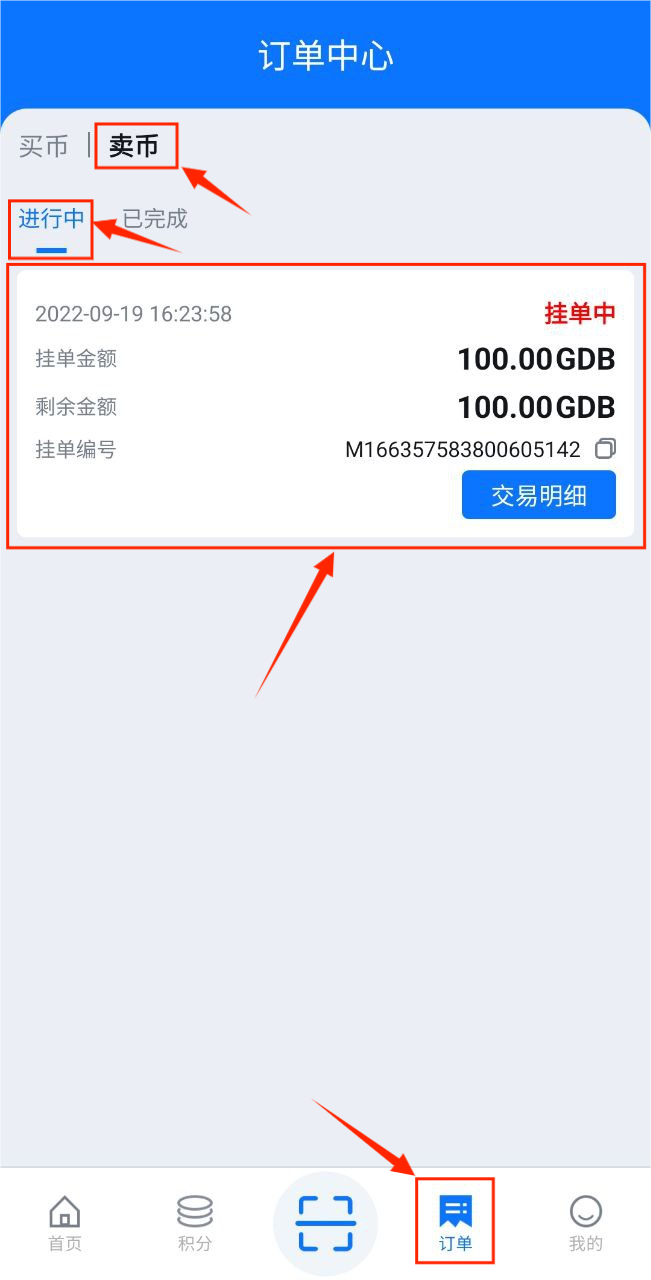 订单中心
买币 | 卖币
进行中 已完成
2022-09-19 16:23:58 挂单中
挂单金额 100.00GDB
剩余金额 100.00GDB
挂单编号 M166357583800605142
交易明细
首页 积分 订单 我的